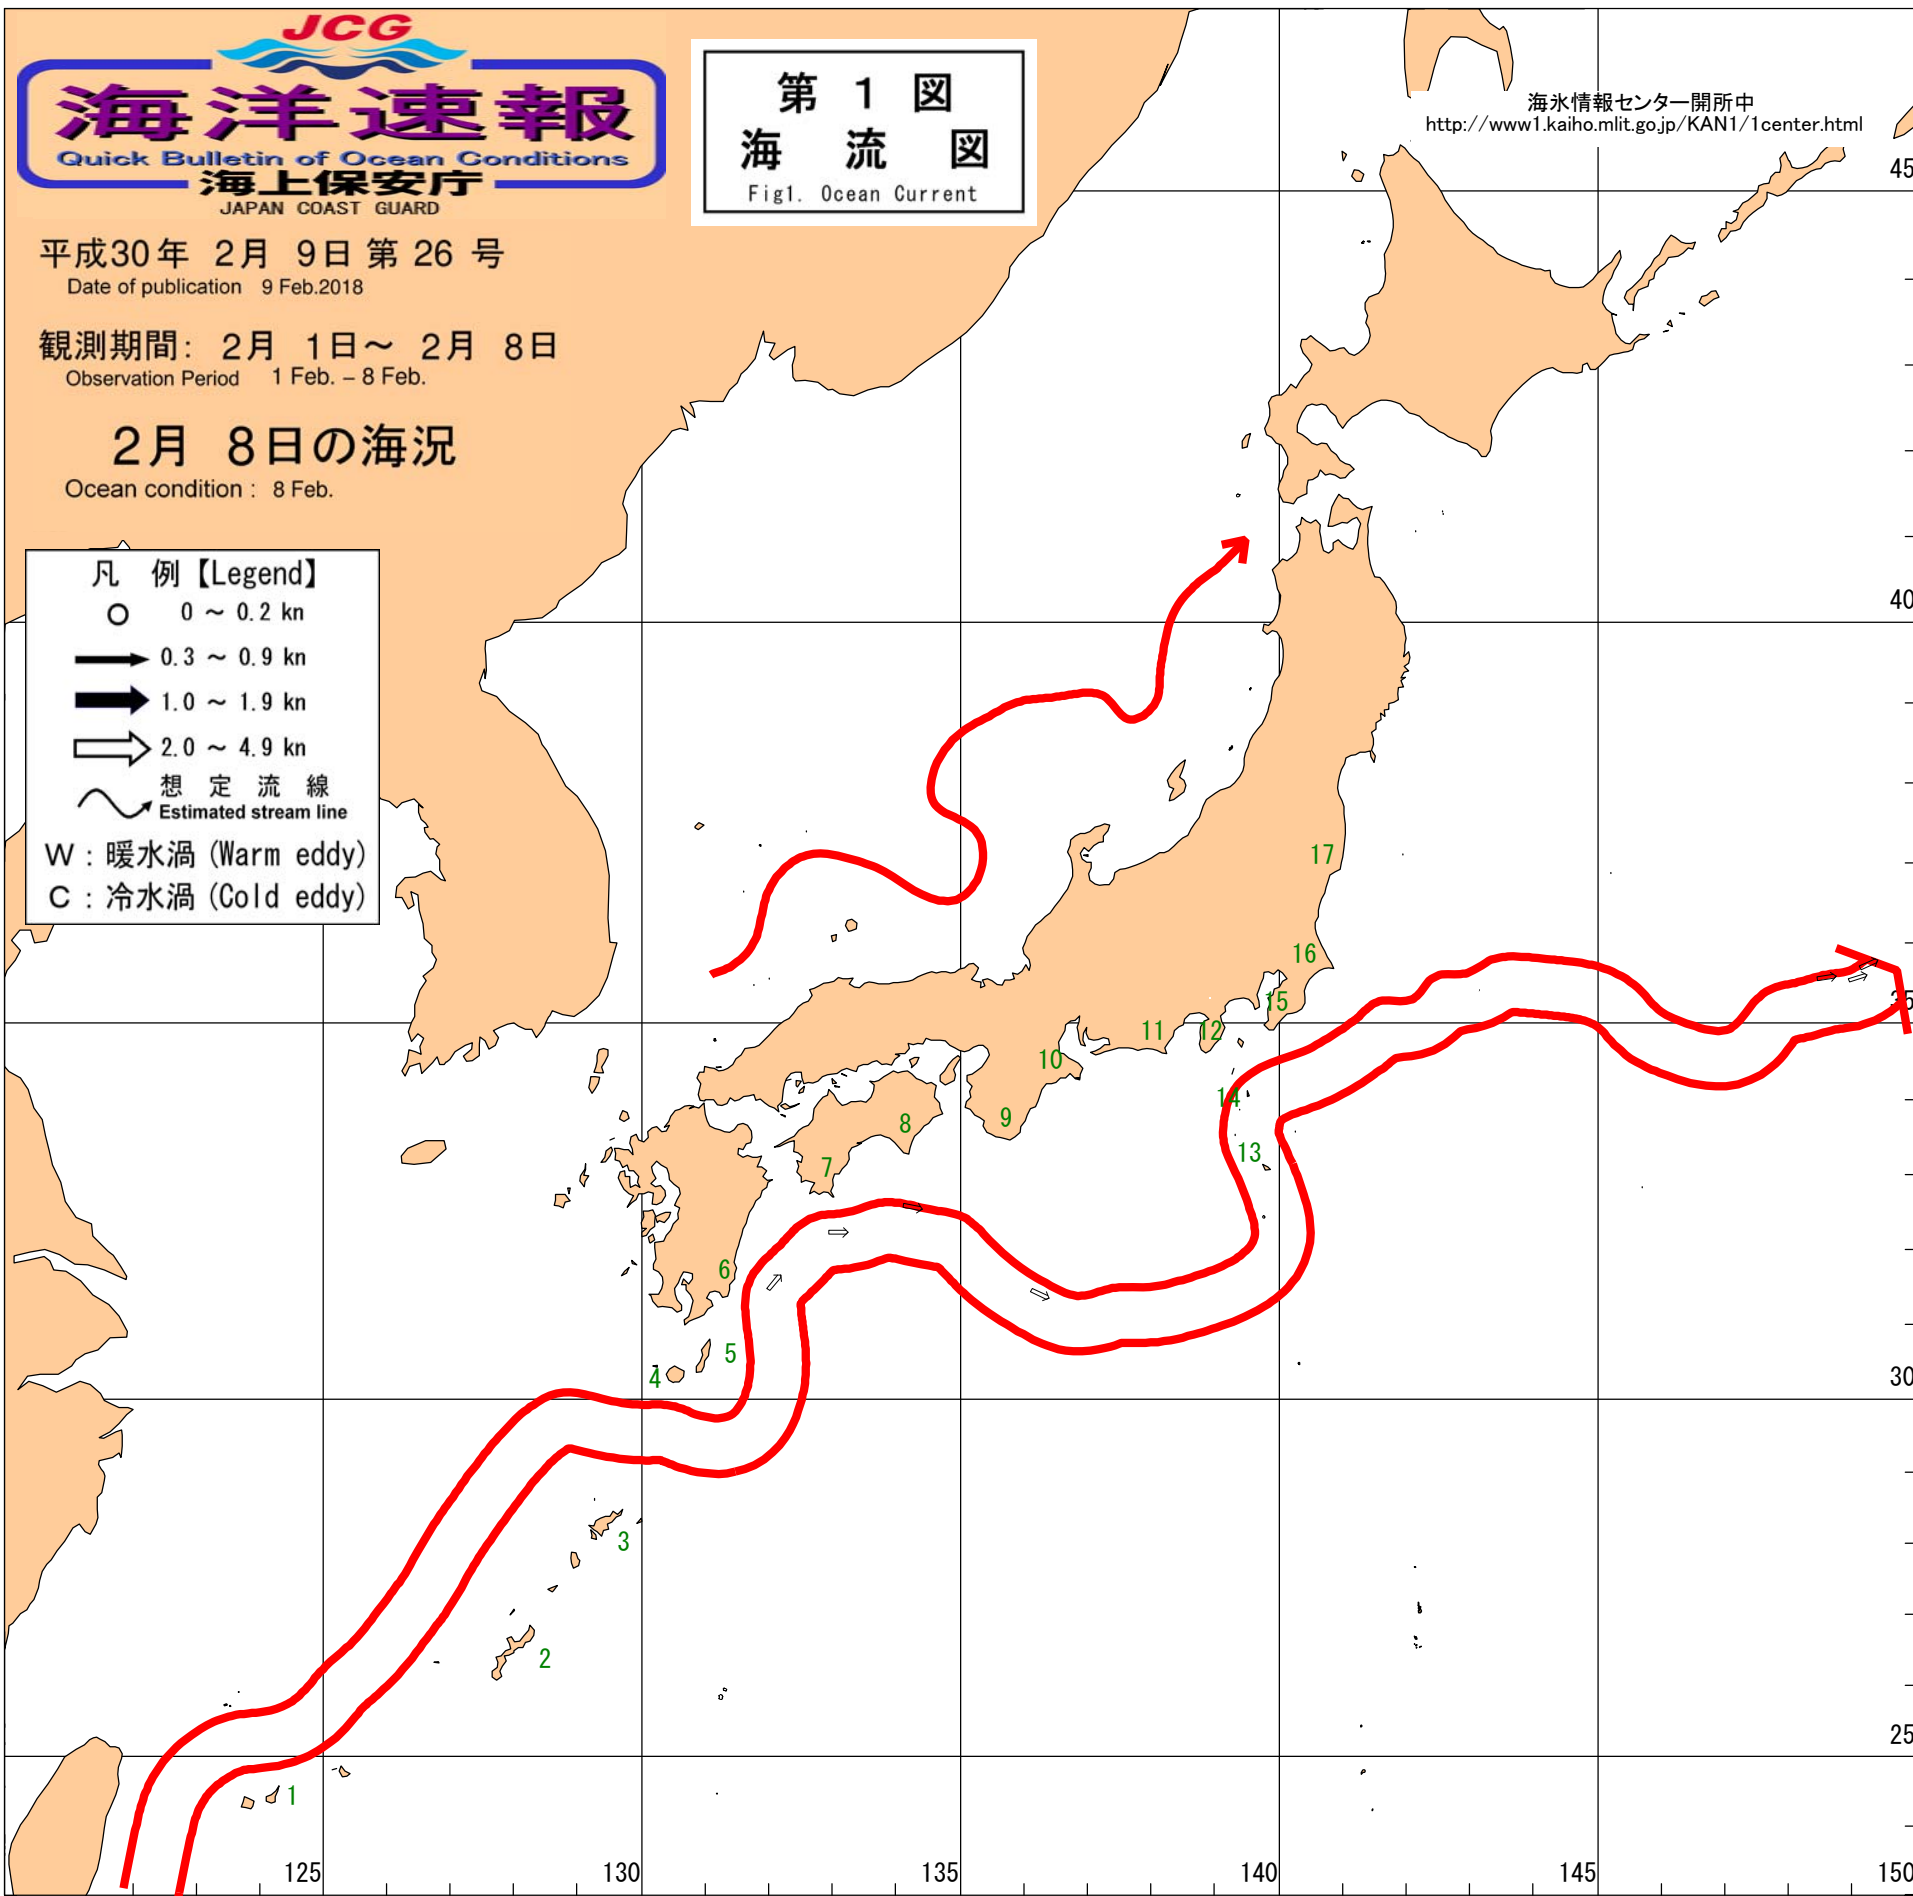 JCG
海洋速報
Quick Bulletin of Ocean Conditions
海上保安庁
JAPAN COAST GUARD
第 1 図
海 流 図
Fig1. Ocean Current
海氷情報センター開所中
http://www1.kaiho.mlit.go.jp/KAN1/1center.html
平成30年 2月 9日 第 26 号
Date of publication 9 Feb.2018
観測期間: 2月 1日～ 2月 8日
Observation Period 1 Feb. – 8 Feb.
2月 8日の海況
Ocean condition : 8 Feb.
凡 例【Legend】
0 ～ 0.2 kn
0.3 ～ 0.9 kn
1.0 ～ 1.9 kn
2.0 ～ 4.9 kn
想 定 流 線
Estimated stream line
W : 暖水渦 (Warm eddy)
C : 冷水渦 (Cold eddy)
45
40
35
30
25
17
16
15
14
13
12
11
10
9
8
7
6
5
4
3
2
1
125
130
135
140
145
150